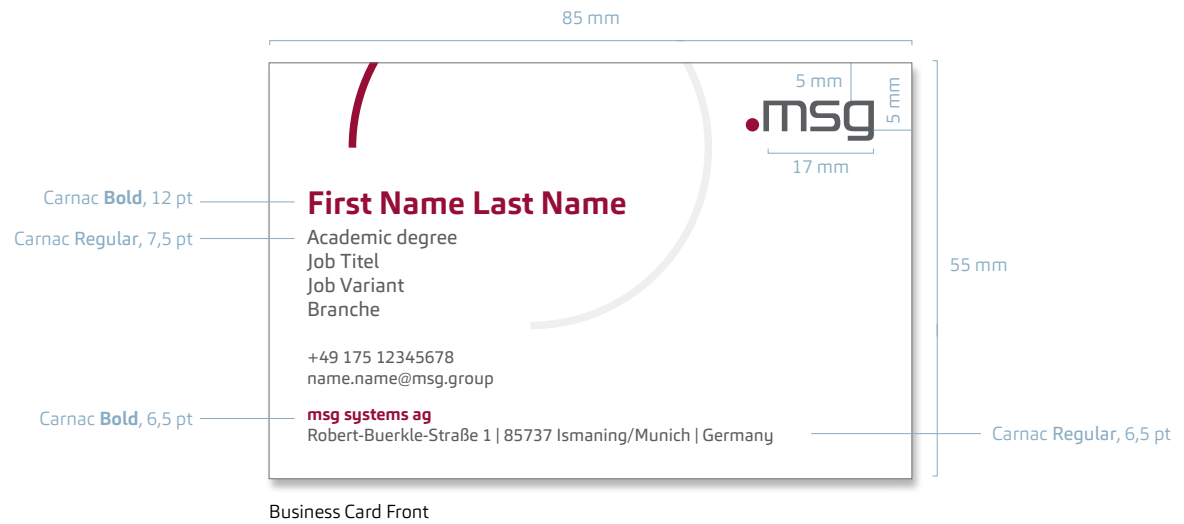 85 mm
5 mm
5 mm
.msg
17 mm
Carnac Bold, 12 pt
First Name Last Name
Carnac Regular, 7,5 pt
Academic degree
Job Titel
Job Variant
Branche
55 mm
+49 175 12345678
name.name@msg.group
Carnac Bold, 6,5 pt
msg systems ag
Robert-Buerkle-Straße 1 | 85737 Ismaning/Munich | Germany
Carnac Regular, 6,5 pt
Business Card Front